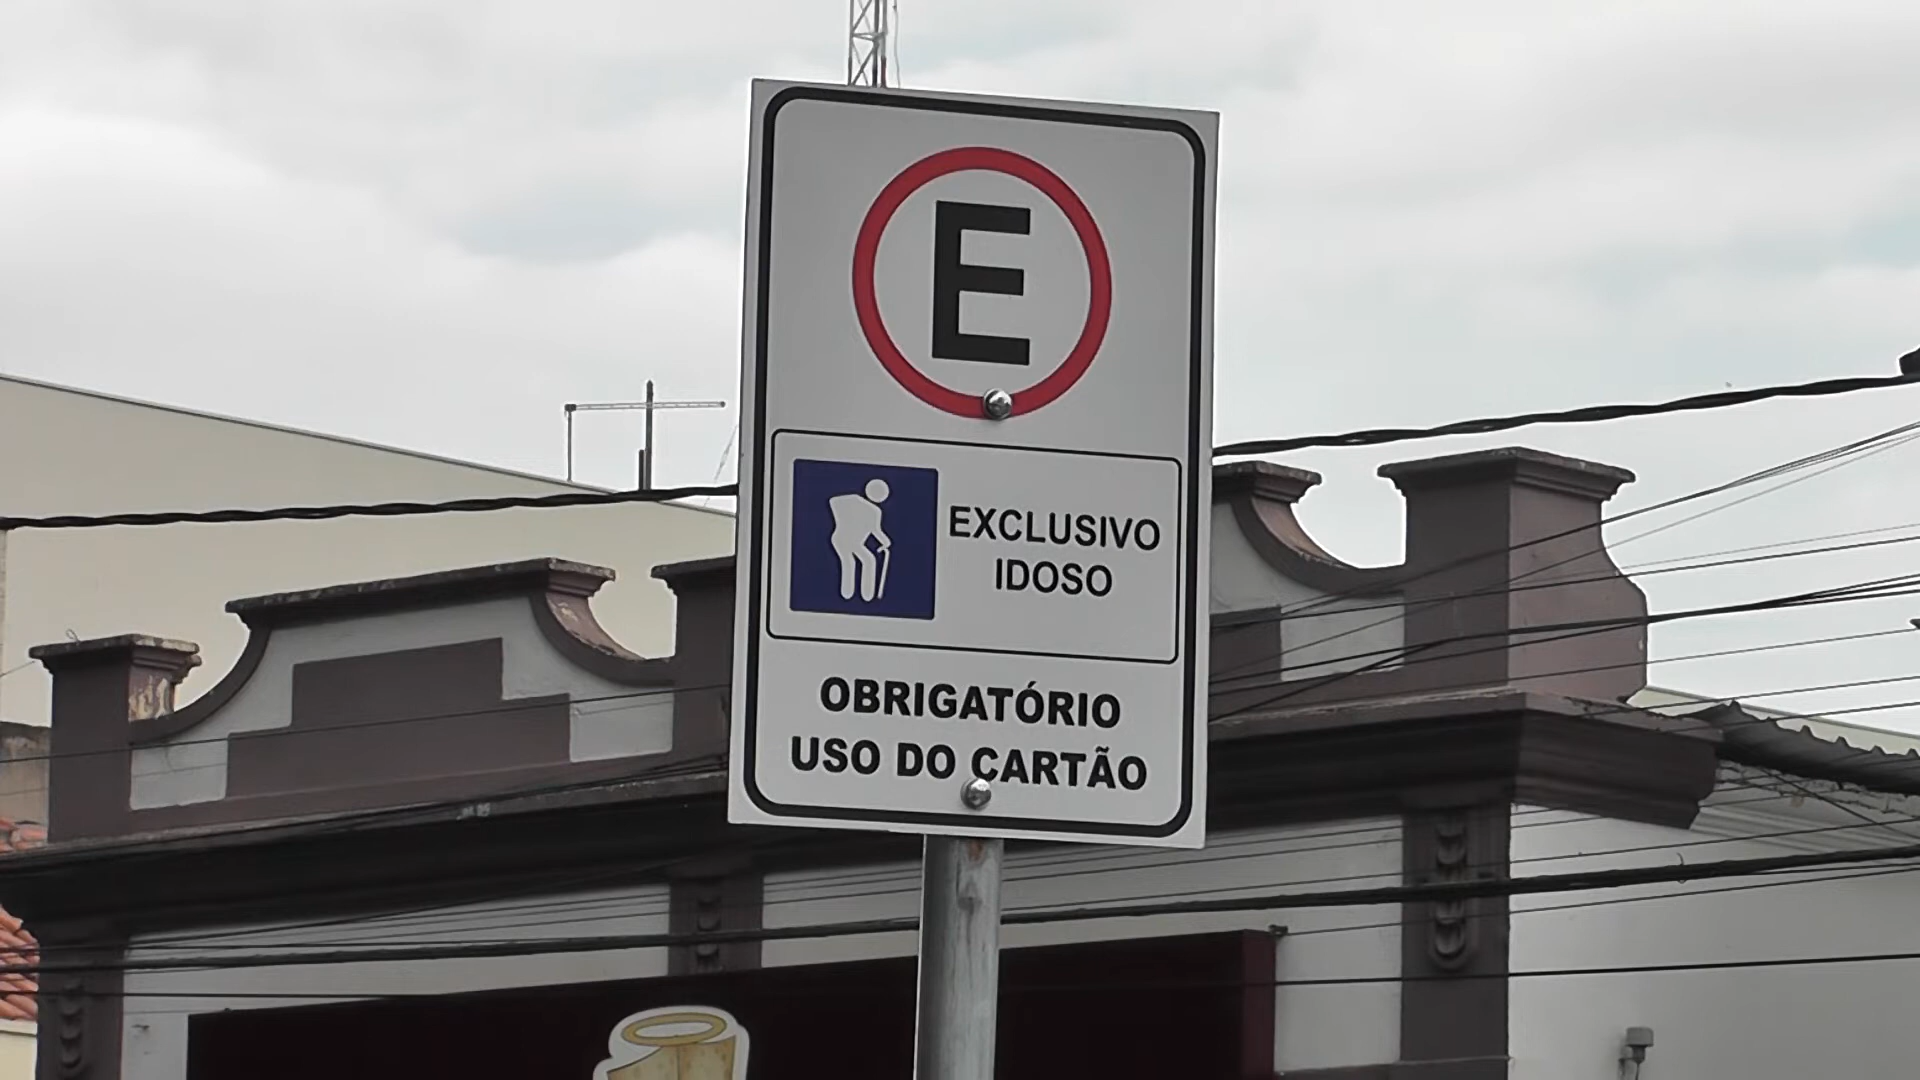 E
EXCLUSIVO
IDOSO
OBRIGATÓRIO
USO DO CARTÃO